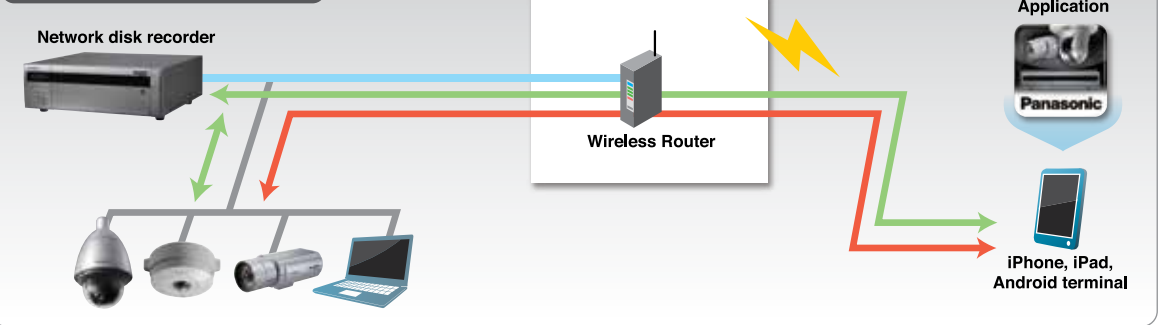 Application
Network disk recorder
Panasonic
Wireless Router
iPhone, iPad,
Android terminal